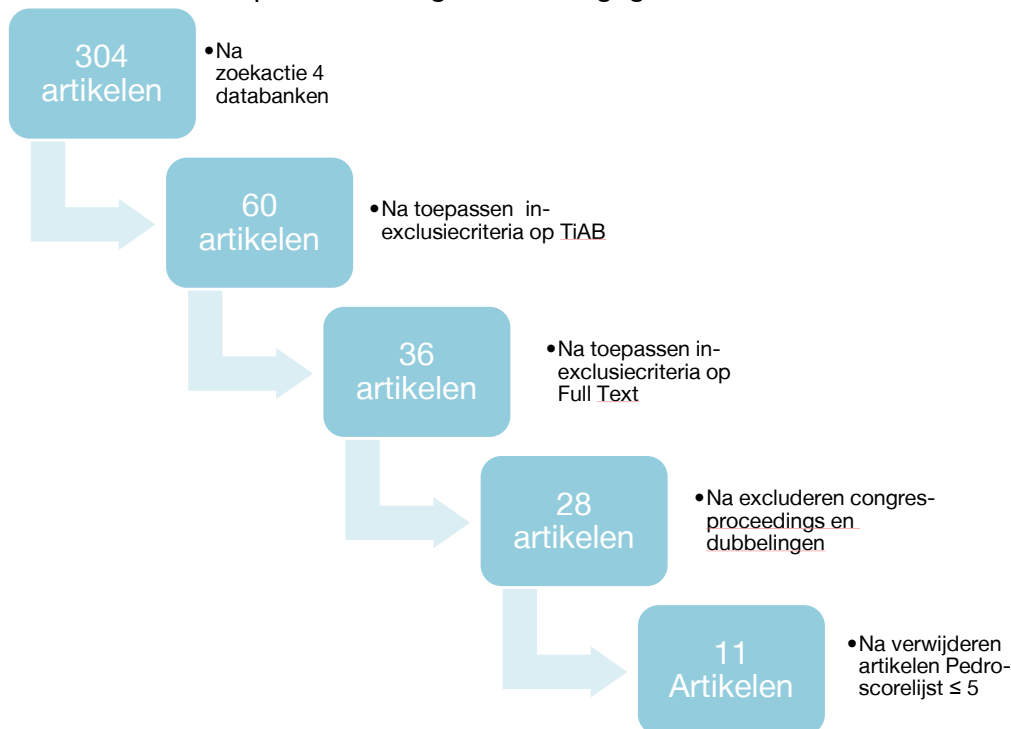 304
artikelen
•Na
zoekactie 4
databanken
60
artikelen
•Na toepassen in-
exclusiecriteria op TiAB
36
artikelen
•Na toepassen in-
exclusiecriteria op
Full Text
28
artikelen
•Na excluderen congres-
proceedings en
dubbelingen
11
Artikelen
•Na verwijderen
artikelen Pedro-
scorelijst ≤ 5